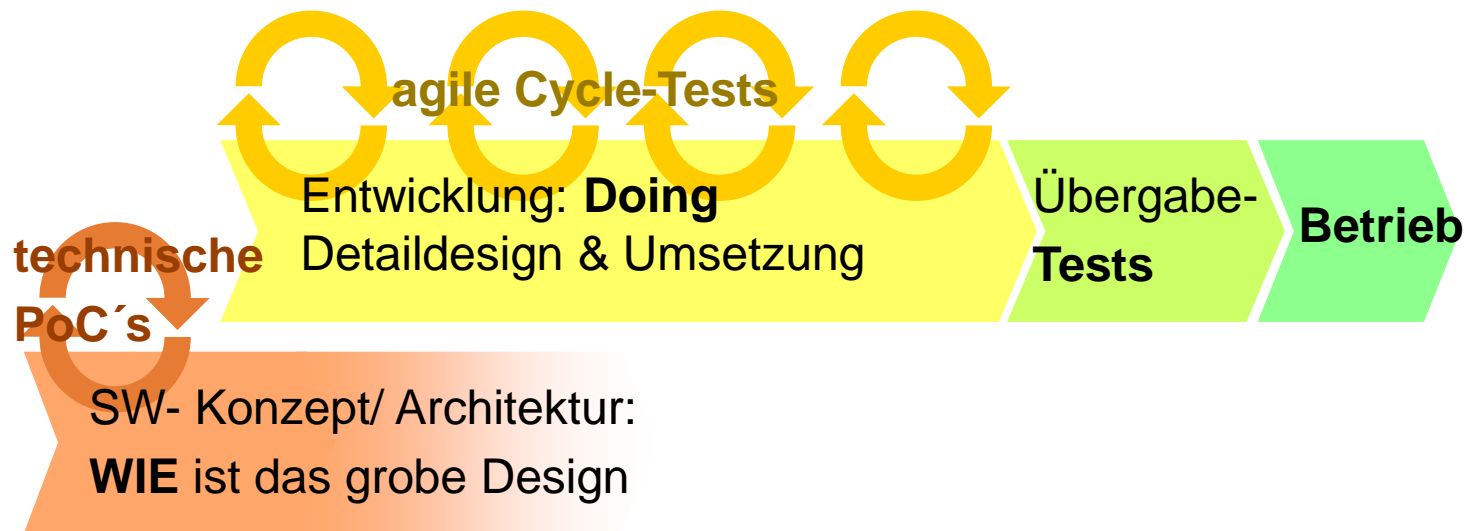 agile Cycle-Tests
Entwicklung: Doing
Detaildesign & Umsetzung
Übergabe-
Tests
Betrieb
technische
PoC´s
SW- Konzept/ Architektur:
WIE ist das grobe Design